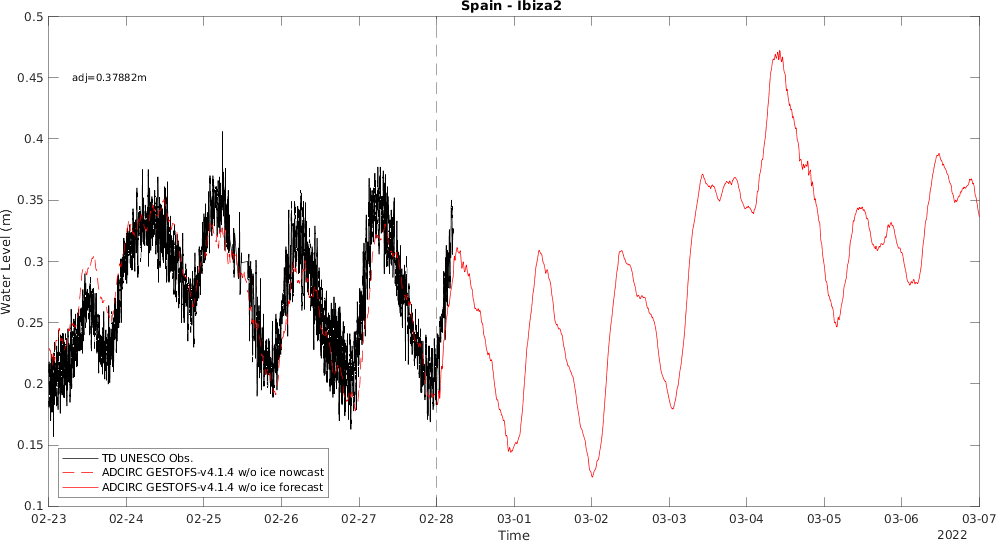 Spain - Ibiza2
0.5
0.45
0.4
0.35
0.3
0.25
0.2
0.15
0.1
Water Level (m)
adj=0.37882m
TD UNESCO Obs.
ADCIRC GESTOFS-v4.1.4 w/o ice nowcast
ADCIRC GESTOFS-v4.1.4 w/o ice forecast
02-23 02-24 02-25 02-26 02-27 02-28 03-01 03-02 03-03 03-04 03-05 03-06 03-07
Time
2022